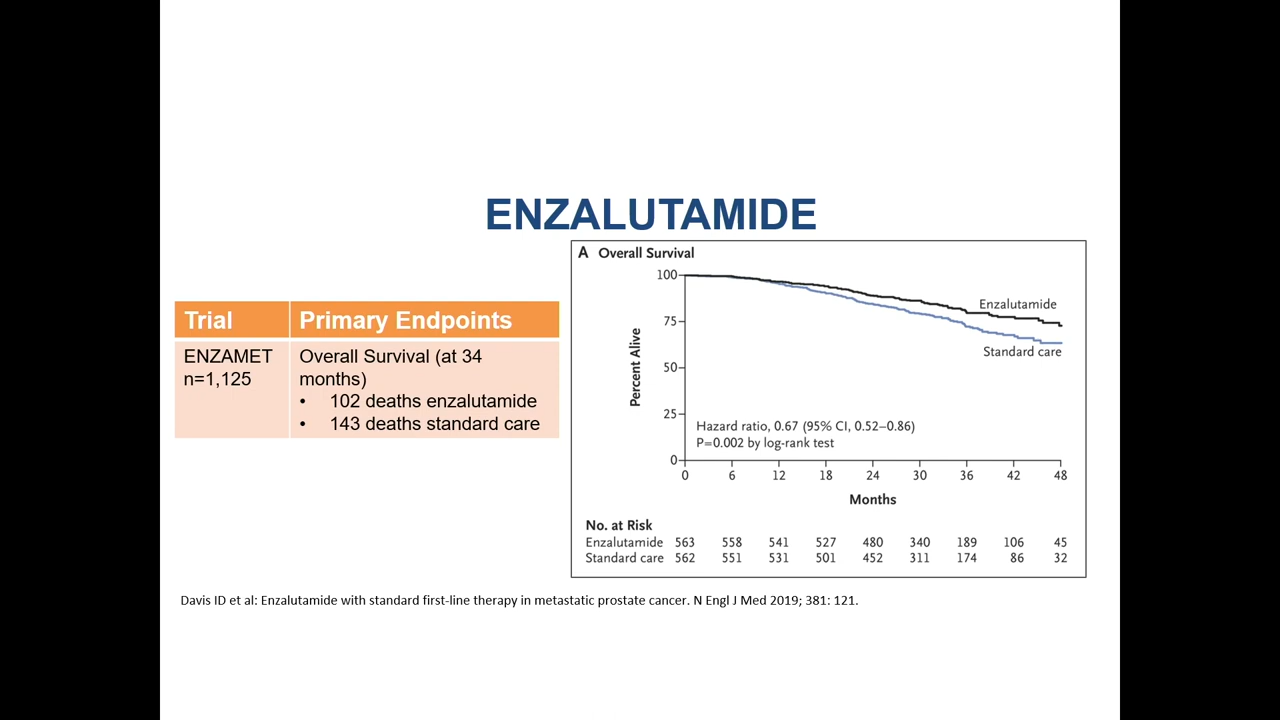 ENZALUTAMIDE
Trial
Primary Endpoints
ENZAMET
n=1,125
Overall Survival (at 34
months)
• 102 deaths enzalutamide
• 143 deaths standard care
A Overall Survival
Percent Alive
100
75
50
25
0
Enzalutamide
Standard care
Hazard ratio, 0.67 (95% CI, 0.52–0.86)
P=0.002 by log-rank test
0 6 12 18 24 30 36 42 48
Months
No. at Risk
Enzalutamide 563 558 541 527 480 340 189 106 45
Standard care 562 551 531 501 452 311 174 86 32
Davis ID et al: Enzalutamide with standard first-line therapy in metastatic prostate cancer. N Engl J Med 2019; 381: 121.